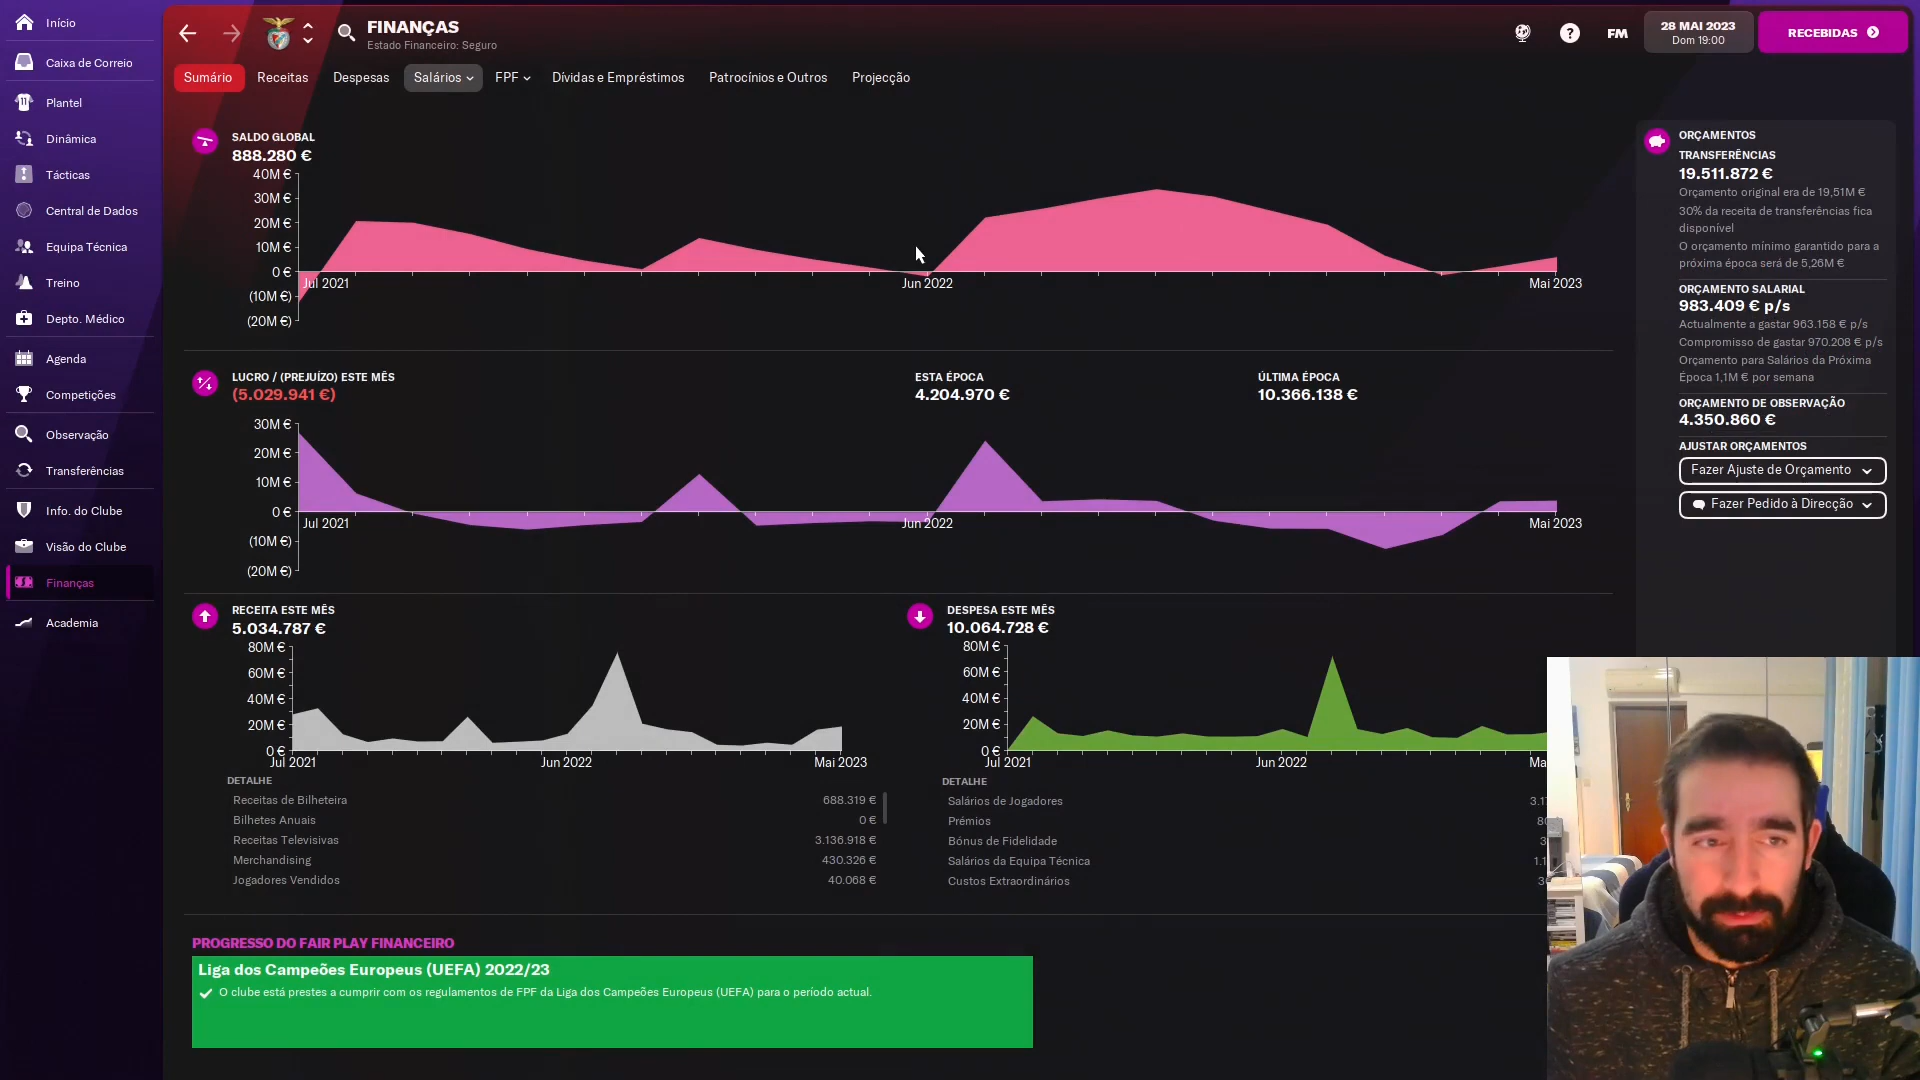 Início
Caixa de Correio
Plantel
Dinâmica
Tácticas
Central de Dados
Equipa Técnica
Treino
Depto. Médico
Agenda
Competições
Observação
Transferências
Info. do Clube
Visão do Clube
Finanças
Academia
FINANÇAS
Estado Financeiro: Seguro
FM
28 MAI 2023
Dom 19:00
RECEBIDAS
Sumário
Receitas
Despesas
Salários
FPF
Dívidas e Empréstimos
Patrocínios e Outros
Projecção
SALDO GLOBAL
888.280 €
40M €
30M €
20M €
10M €
0 €
(10M €)
(20M €)
Jul 2021
Jun 2022
Mai 2023
LUCRO / (PREJUÍZO) ESTE MÊS
(5.029.941 €)
ESTA ÉPOCA
4.204.970 €
ÚLTIMA ÉPOCA
10.366.138 €
30M €
20M €
10M €
0 €
(10M €)
(20M €)
Jul 2021
Jun 2022
Mai 2023
RECEITA ESTE MÊS
5.034.787 €
80M €
60M €
40M €
20M €
0 €
Jul 2021
Jun 2022
Mai 2023
DETALHE
Receitas de Bilheteira 688.319 €
Bilhetes Anuais 0 €
Receitas Televisivas 3.136.918 €
Merchandising 430.326 €
Jogadores Vendidos 40.068 €
DESPESA ESTE MÊS
10.064.728 €
80M €
60M €
40M €
20M €
0 €
Jul 2021
Jun 2022
DETALHE
Salários de Jogadores
Prémios
Bónus de Fidelidade
Salários da Equipa Técnica
Custos Extraordinários
PROGRESSO DO FAIR PLAY FINANCEIRO
Liga dos Campeões Europeus (UEFA) 2022/23
O clube está prestes a cumprir com os regulamentos de FPF da Liga dos Campeões Europeus (UEFA) para o período actual.
ORÇAMENTOS
TRANSFERÊNCIAS
19.511.872 €
Orçamento original era de 19,51M €
30% da receita de transferências fica
disponível
O orçamento mínimo garantido para a
próxima época será de 5,26M €
ORÇAMENTO SALARIAL
983.409 € p/s
Actualmente a gastar 963.158 € p/s
Compromisso de gastar 970.208 € p/s
Orçamento para Salários da Próxima
Época 1,1M € por semana
ORÇAMENTO DE OBSERVAÇÃO
4.350.860 €
AJUSTAR ORÇAMENTOS
Fazer Ajuste de Orçamento
Fazer Pedido à Direcção